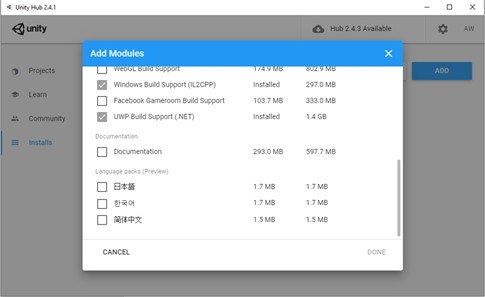 Unity Hub 2.4.1
unity
Hub 2.4.3 Available
AW
Projects
Learn
Community
Installs
ADD
Add Modules
WebGL Build Support 174.9 MB 802.9 MB
Windows Build Support (IL2CPP) Installed 297.0 MB
Facebook Gameroom Build Support 103.7 MB 333.0 MB
UWP Build Support (.NET) Installed 1.4 GB
Documentation
Documentation 293.0 MB 597.7 MB
Language packs (Preview)
日本語 1.7 MB 1.7 MB
한국어 1.7 MB 1.7 MB
简体中文 1.5 MB 1.5 MB
CANCEL DONE